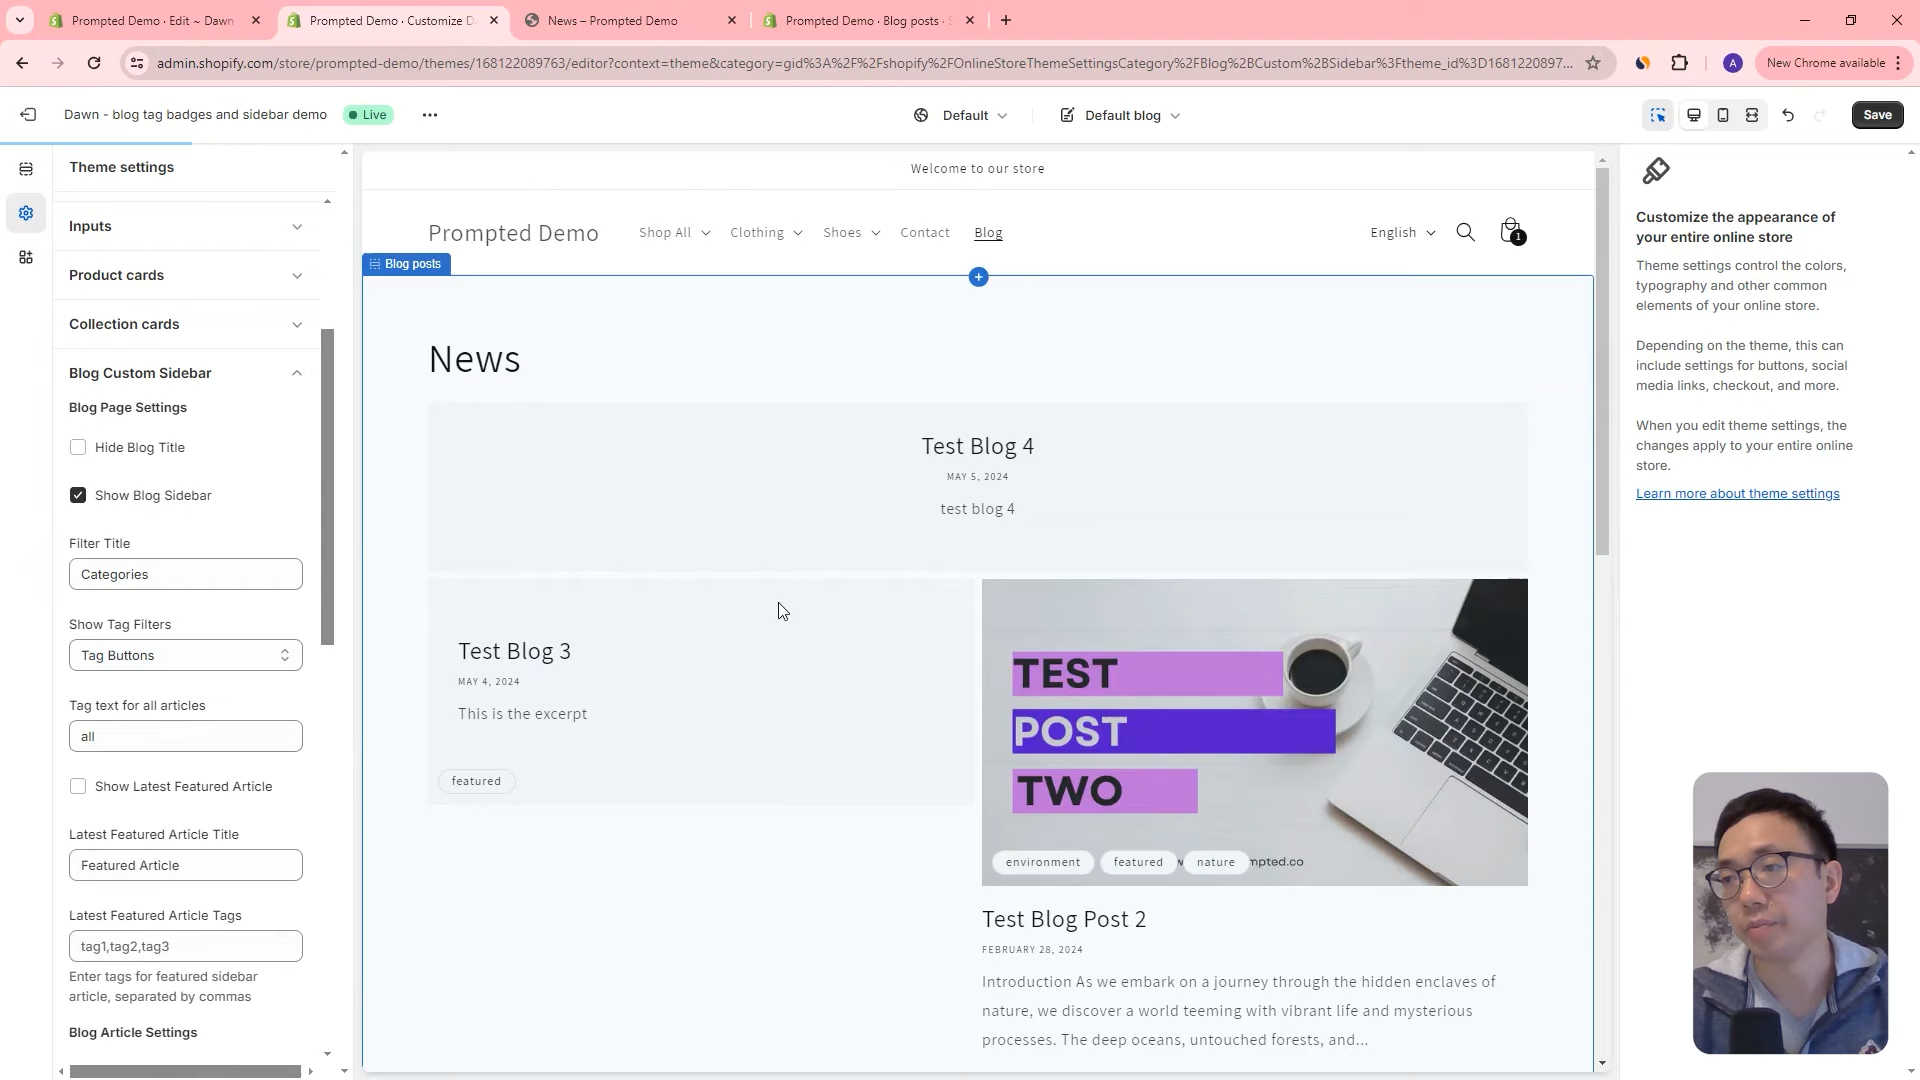 Prompted Demo · Edit ~ Dawn
Prompted Demo · Customize D
News – Prompted Demo
Prompted Demo · Blog posts · S
admin.shopify.com/store/prompted-demo/themes/168122089763/editor?context=theme&category=gid%3A%2F%2Fshopify%2FOnlineStoreThemeSettingsCategory%2FBlog%2BCustom%2BSidebar%3Ftheme_id%3D1681220897...
A
New Chrome available
Dawn - blog tag badges and sidebar demo
Live
Default
Default blog
Save
Theme settings
Inputs
Product cards
Collection cards
Blog Custom Sidebar
Blog Page Settings
Hide Blog Title
Show Blog Sidebar
Filter Title
Categories
Show Tag Filters
Tag Buttons
Tag text for all articles
all
Show Latest Featured Article
Latest Featured Article Title
Featured Article
Latest Featured Article Tags
tag1,tag2,tag3
Enter tags for featured sidebar
article, separated by commas
Blog Article Settings
Welcome to our store
Prompted Demo
Shop All
Clothing
Shoes
Contact
Blog
English
1
Blog posts
News
Test Blog 4
MAY 5, 2024
test blog 4
Test Blog 3
MAY 4, 2024
This is the excerpt
featured
TEST
POST
TWO
environment
featured
nature
mpted.co
Test Blog Post 2
FEBRUARY 28, 2024
Introduction As we embark on a journey through the hidden enclaves of
nature, we discover a world teeming with vibrant life and mysterious
processes. The deep oceans, untouched forests, and...
Customize the appearance of
your entire online store
Theme settings control the colors,
typography and other common
elements of your online store.
Depending on the theme, this can
include settings for buttons, social
media links, checkout, and more.
When you edit theme settings, the
changes apply to your entire online
store.
Learn more about theme settings